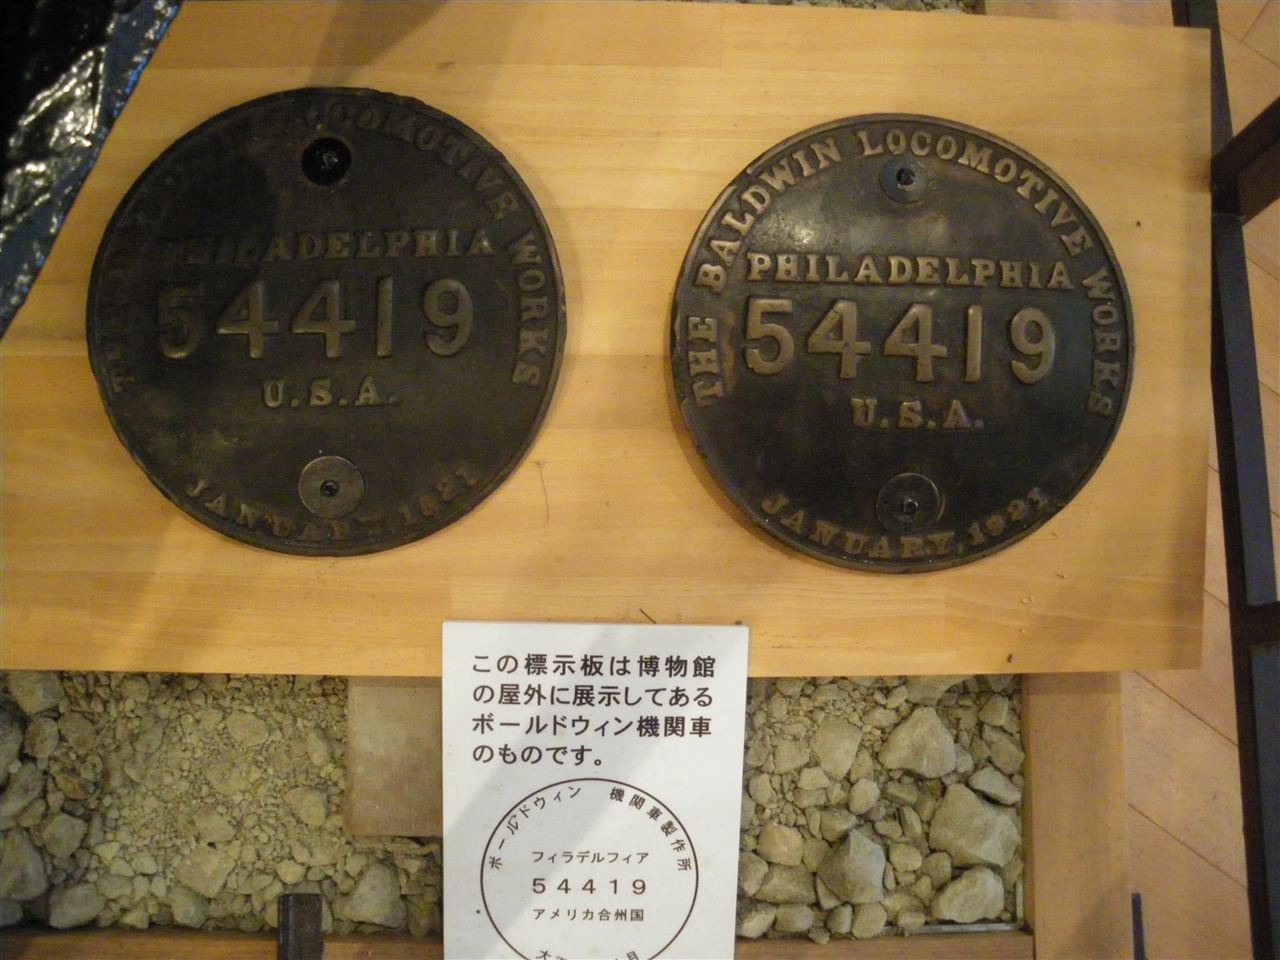 LOCOMOTIVE WORKS
PHILADELPHIA
54419
U.S.A.
JANUARY, 1921
THE BALDWIN LOCOMOTIVE WORKS
PHILADELPHIA
54419
U.S.A.
JANUARY, 1921.
この標示板は博物館
の屋外に展示してある
ボールドウィン機関車
のものです。
ボールドウィン 機関車製作所
フィラデルフィア
54419
アメリカ合州国